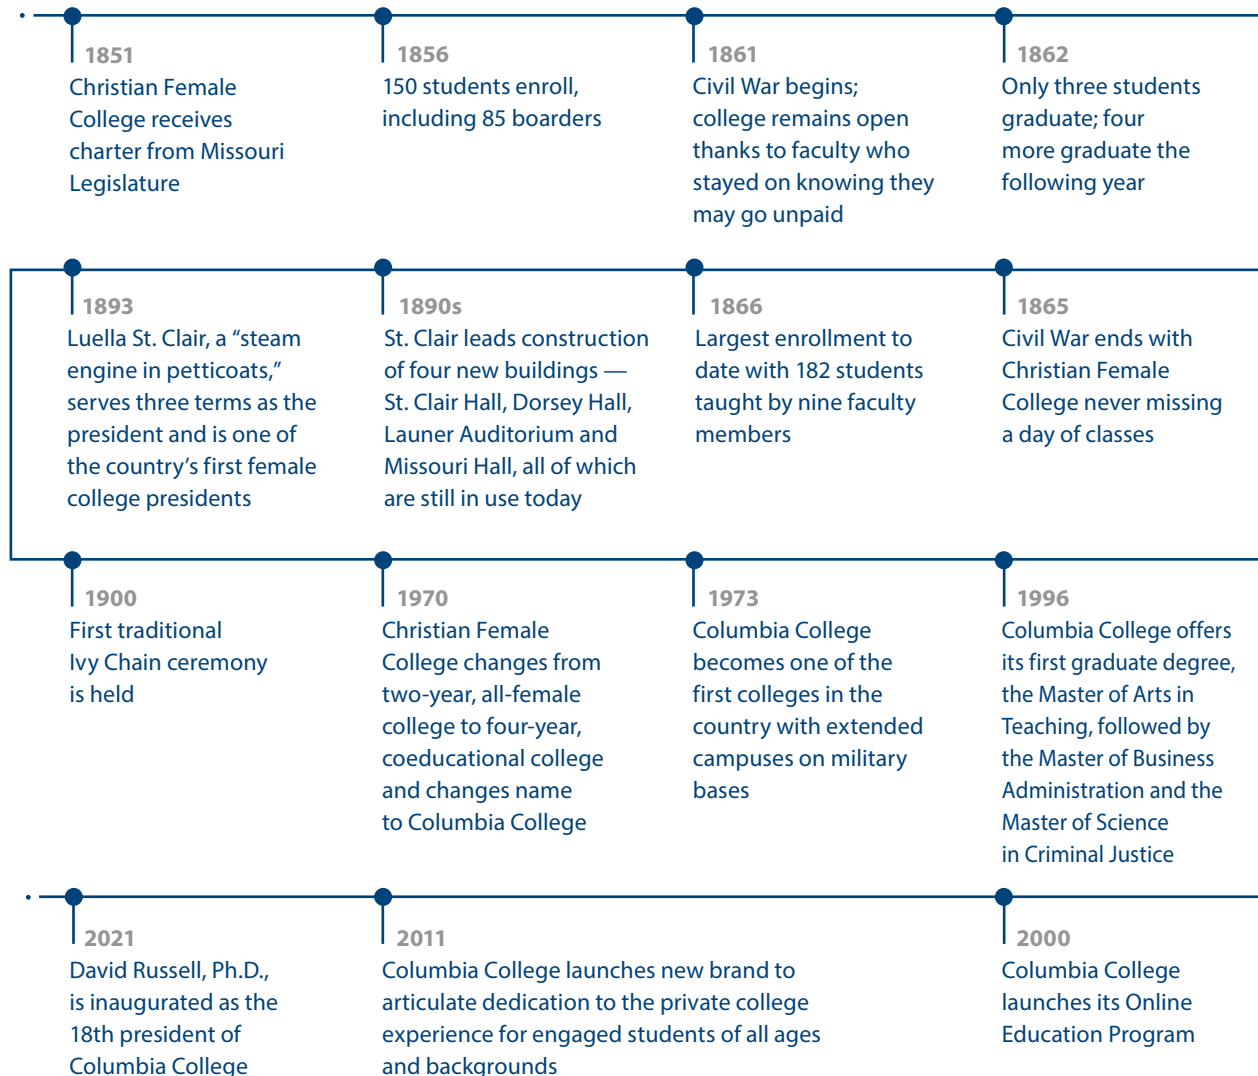 1851
Christian Female
College receives
charter from Missouri
Legislature
1856
150 students enroll,
including 85 boarders
1861
Civil War begins;
college remains open
thanks to faculty who
stayed on knowing they
may go unpaid
1862
Only three students
graduate; four
more graduate the
following year
1893
Luella St. Clair, a “steam
engine in petticoats,”
serves three terms as the
president and is one of
the country’s first female
college presidents
1890s
St. Clair leads construction
of four new buildings —
St. Clair Hall, Dorsey Hall,
Launer Auditorium and
Missouri Hall, all of which
are still in use today
1866
Largest enrollment to
date with 182 students
taught by nine faculty
members
1865
Civil War ends with
Christian Female
College never missing
a day of classes
1900
First traditional
Ivy Chain ceremony
is held
1970
Christian Female
College changes from
two-year, all-female
college to four-year,
coeducational college
and changes name
to Columbia College
1973
Columbia College
becomes one of the
first colleges in the
country with extended
campuses on military
bases
1996
Columbia College offers
its first graduate degree,
the Master of Arts in
Teaching, followed by
the Master of Business
Administration and the
Master of Science
in Criminal Justice
2021
David Russell, Ph.D.,
is inaugurated as the
18th president of
Columbia College
2011
Columbia College launches new brand to
articulate dedication to the private college
experience for engaged students of all ages
and backgrounds
2000
Columbia College
launches its Online
Education Program